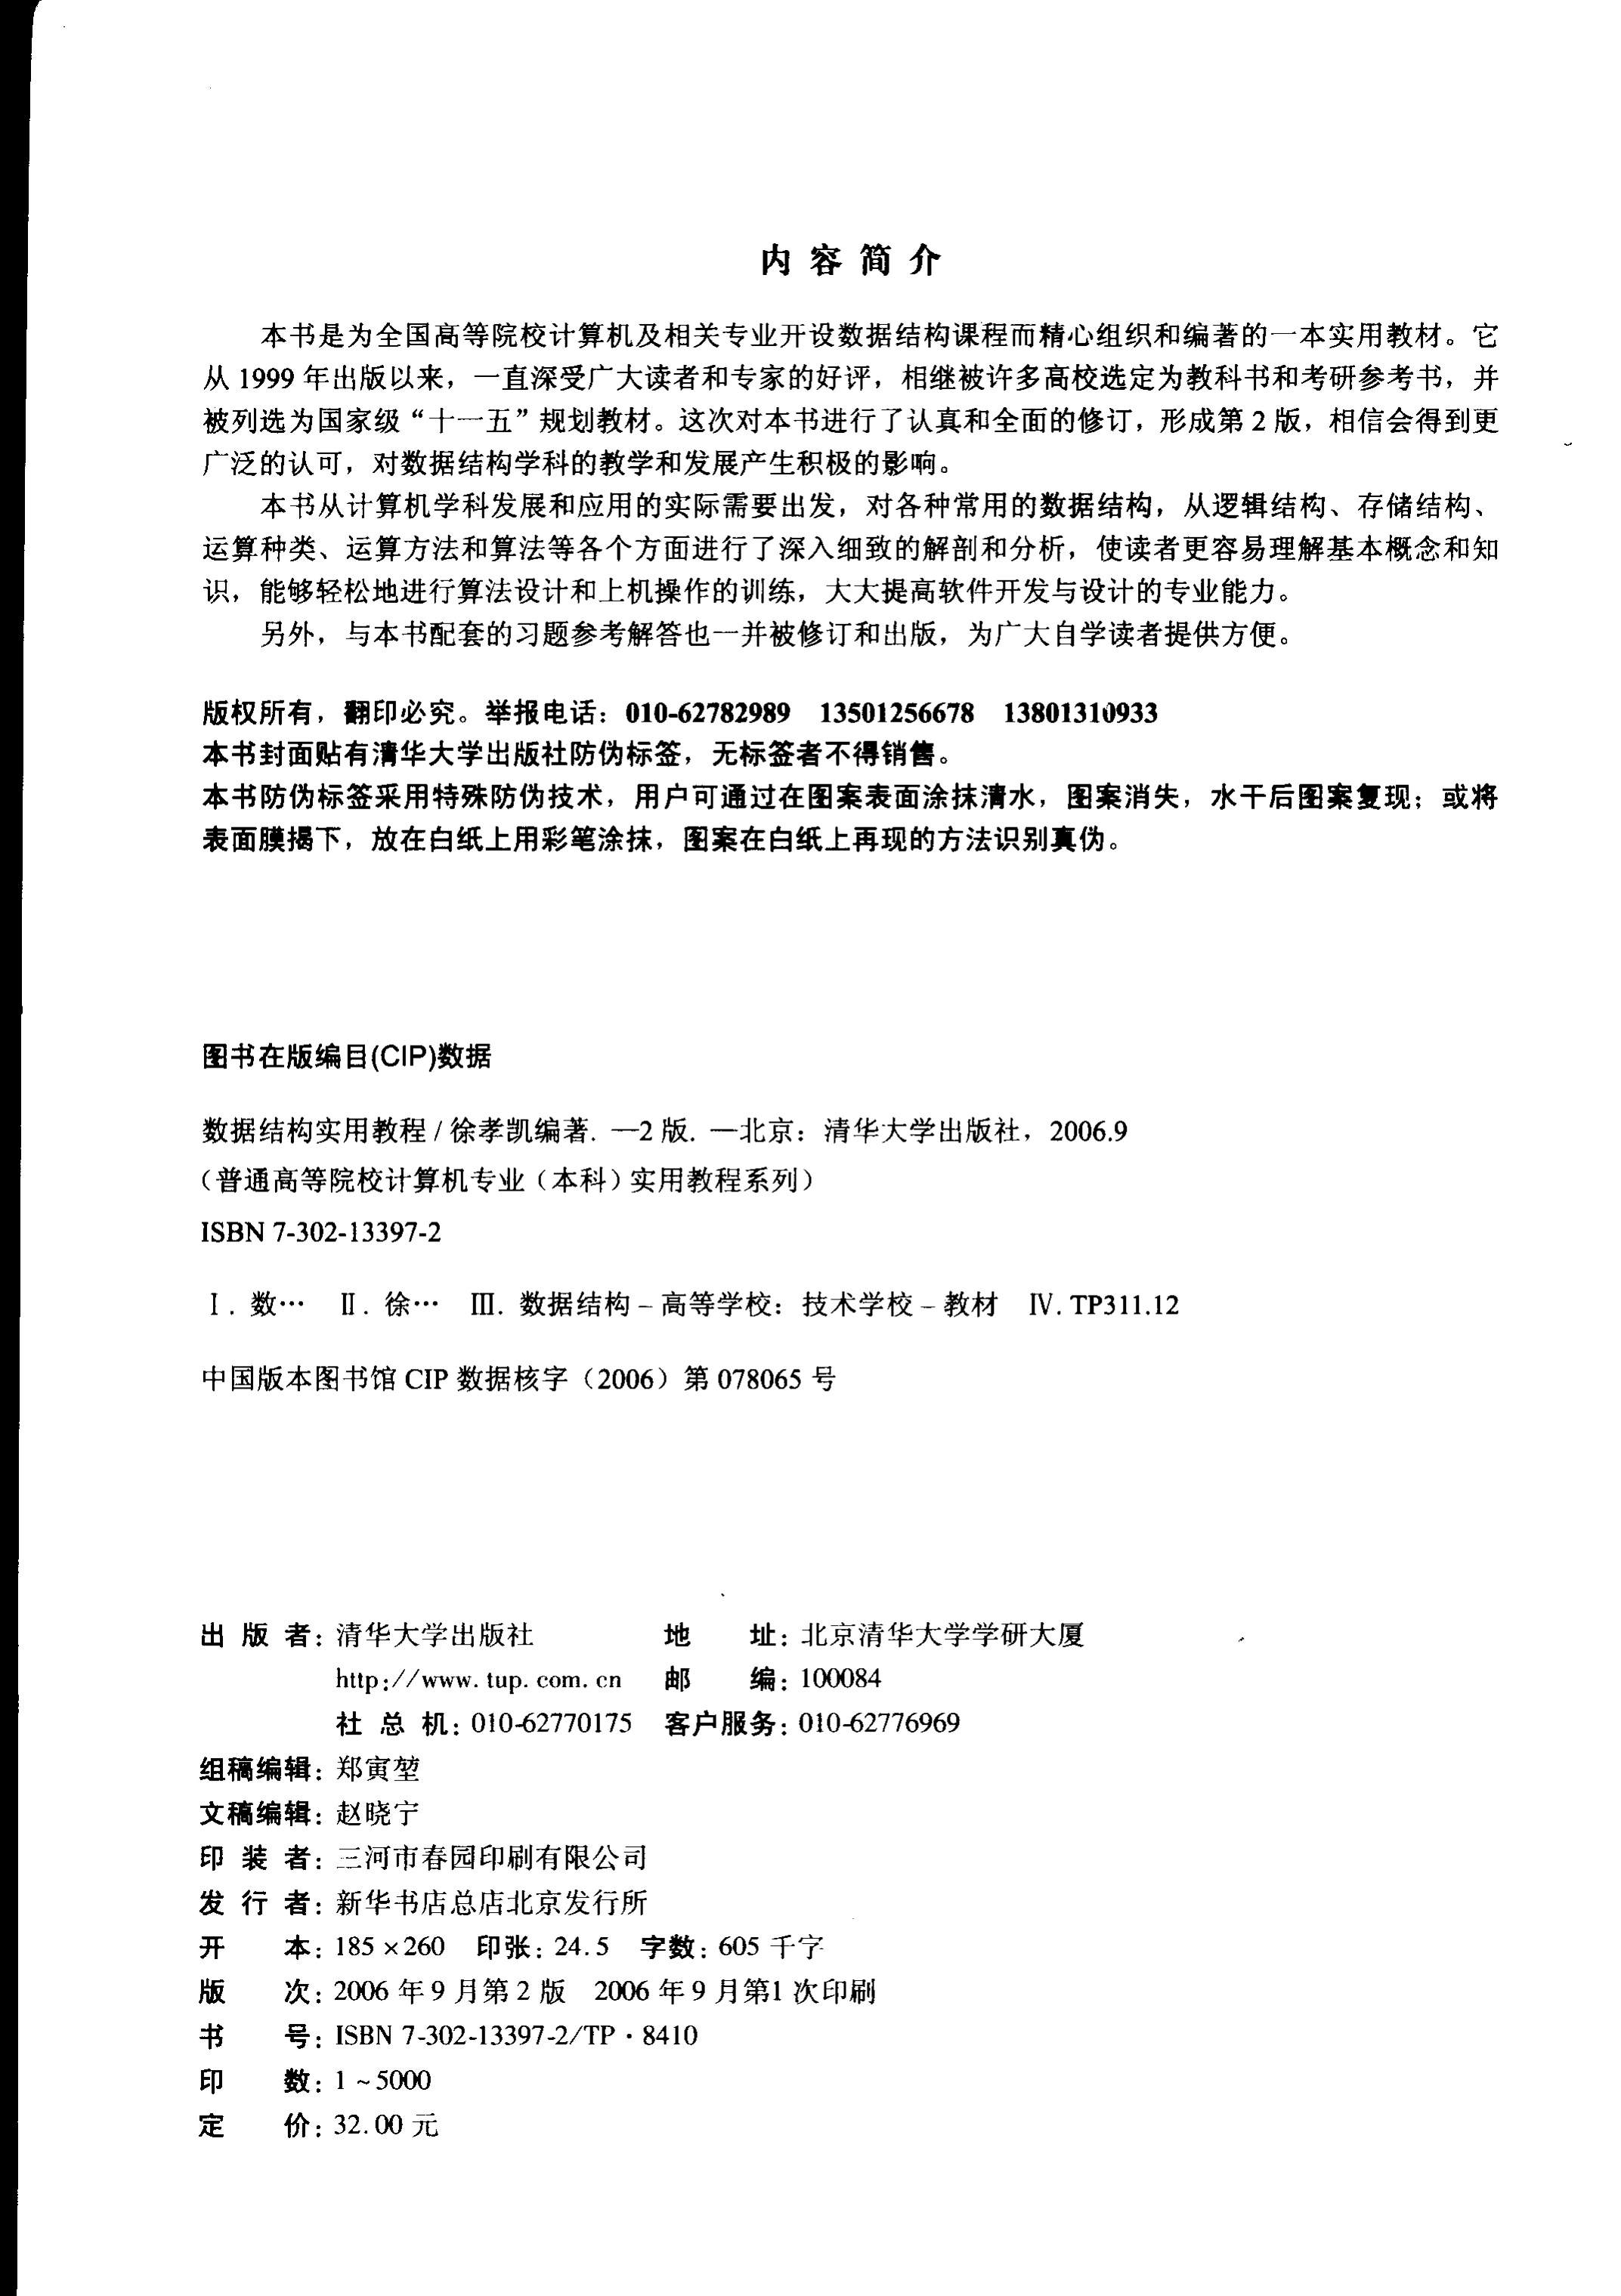 内容简介
本书是为全国高等院校计算机及相关专业开设数据结构课程而精心组织和编著的一本实用教材。它
从 1999 年出版以来，一直深受广大读者和专家的好评，相继被许多高校选定为教科书和考研参考书，并
被列选为国家级“十一五”规划教材。这次对本书进行了认真和全面的修订，形成第 2 版，相信会得到更
广泛的认可，对数据结构学科的教学和发展产生积极的影响。
本书从计算机学科发展和应用的实际需要出发，对各种常用的数据结构，从逻辑结构、存储结构、
运算种类、运算方法和算法等各个方面进行了深入细致的解剖和分析，使读者更容易理解基本概念和知
识，能够轻松地进行算法设计和上机操作的训练，大大提高软件开发与设计的专业能力。
另外，与本书配套的习题参考解答也一并被修订和出版，为广大自学读者提供方便。
版权所有，翻印必究。举报电话：010-62782989 13501256678 13801310933
本书封面贴有清华大学出版社防伪标签，无标签者不得销售。
本书防伪标签采用特殊防伪技术，用户可通过在图案表面涂抹清水，图案消失，水干后图案复现；或将
表面膜揭下，放在白纸上用彩笔涂抹，图案在白纸上再现的方法识别真伪。
图书在版编目(CIP)数据
数据结构实用教程 / 徐孝凯编著. —2 版. —北京：清华大学出版社，2006.9
（普通高等院校计算机专业（本科）实用教程系列）
ISBN 7-302-13397-2
Ⅰ. 数… Ⅱ. 徐… Ⅲ. 数据结构－高等学校：技术学校－教材 Ⅳ. TP311.12
中国版本图书馆 CIP 数据核字（2006）第 078065 号
出 版 者：清华大学出版社 地 址：北京清华大学学研大厦
http://www.tup.com.cn 邮 编：100084
社 总 机：010-62770175 客户服务：010-62776969
组稿编辑：郑寅堃
文稿编辑：赵晓宁
印 装 者：三河市春园印刷有限公司
发 行 者：新华书店总店北京发行所
开 本：185×260 印张：24.5 字数：605 千字
版 次：2006 年 9 月第 2 版 2006 年 9 月第1 次印刷
书 号：ISBN 7-302-13397-2/TP·8410
印 数：1～5000
定 价：32.00 元